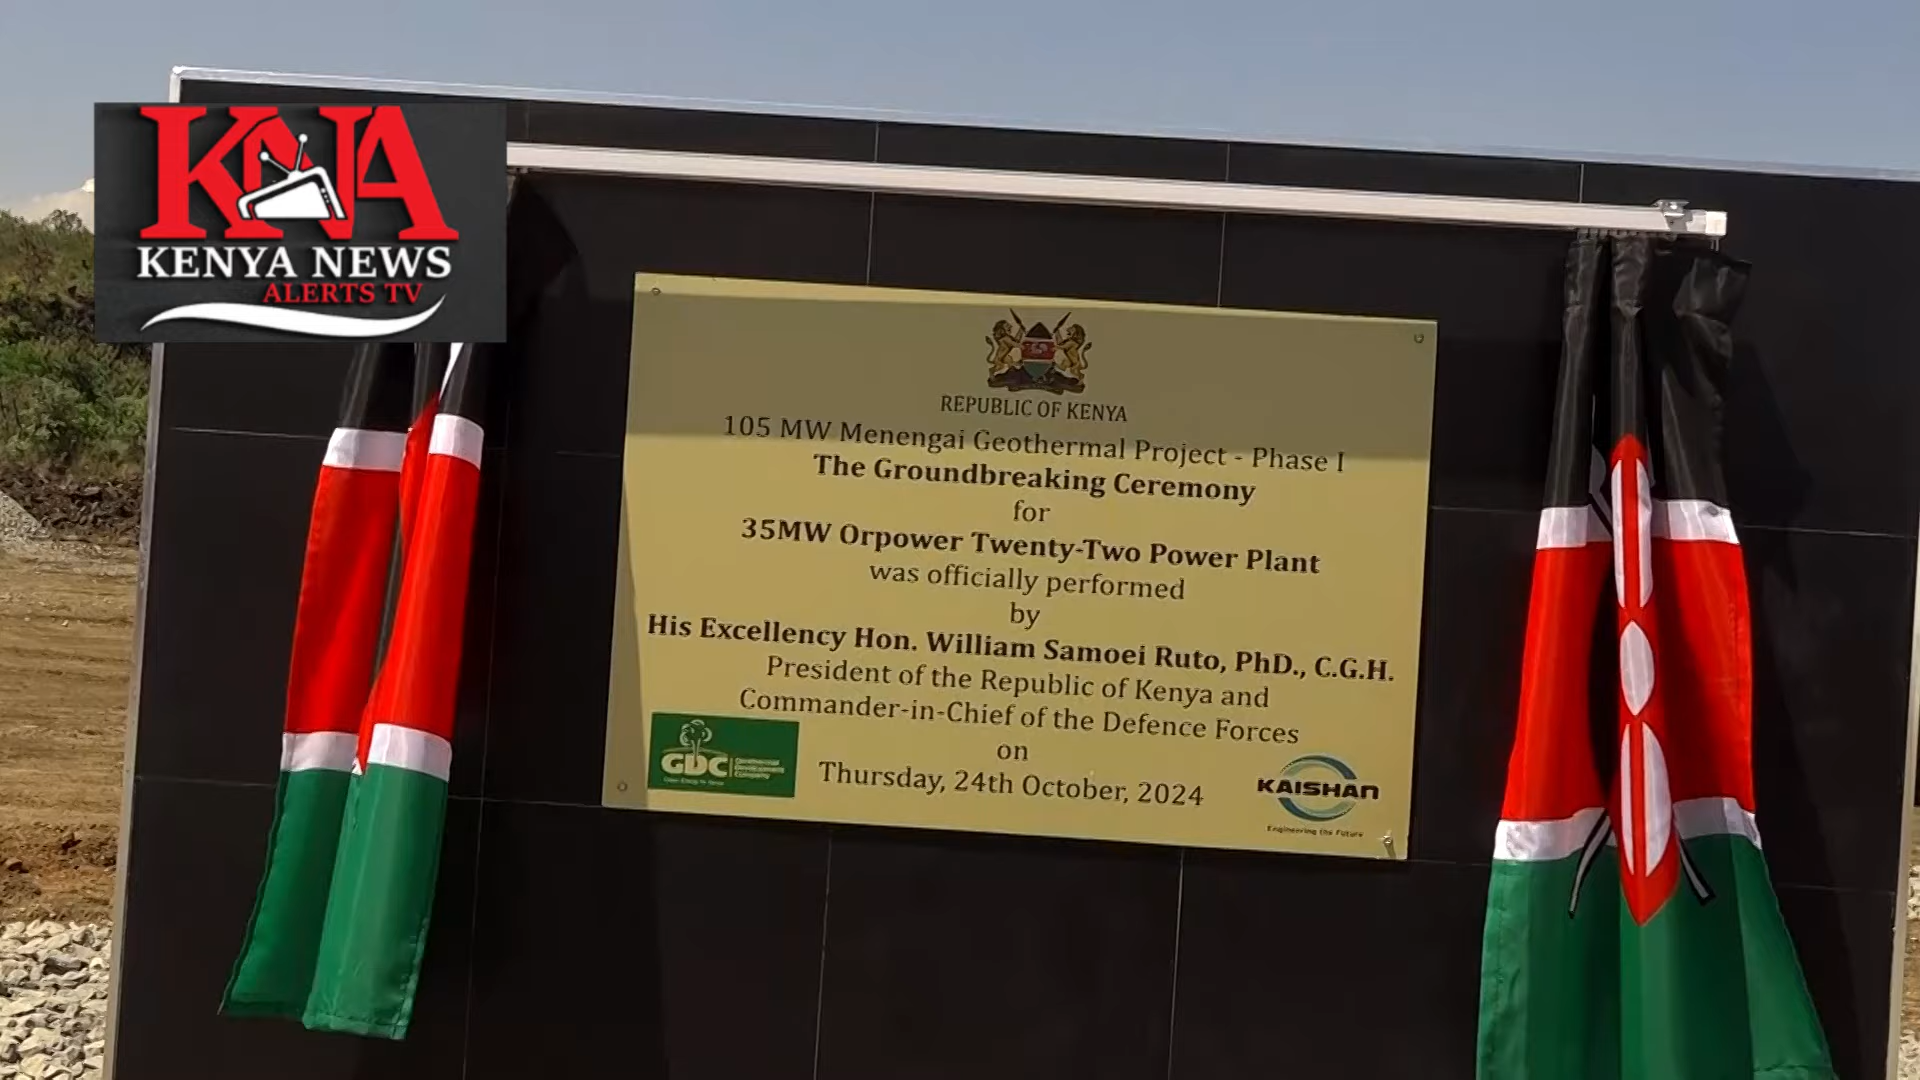 KNA
KENYA NEWS
ALERTS TV
REPUBLIC OF KENYA
105 MW Menengai Geothermal Project - Phase I
The Groundbreaking Ceremony
for
35MW Orpower Twenty-Two Power Plant
was officially performed
by
His Excellency Hon. William Samoei Ruto, PhD., C.G.H.
President of the Republic of Kenya and
Commander-in-Chief of the Defence Forces
on
Thursday, 24th October, 2024
GDC
Geothermal
Development
Company
KAISHAN
Engineering the Future